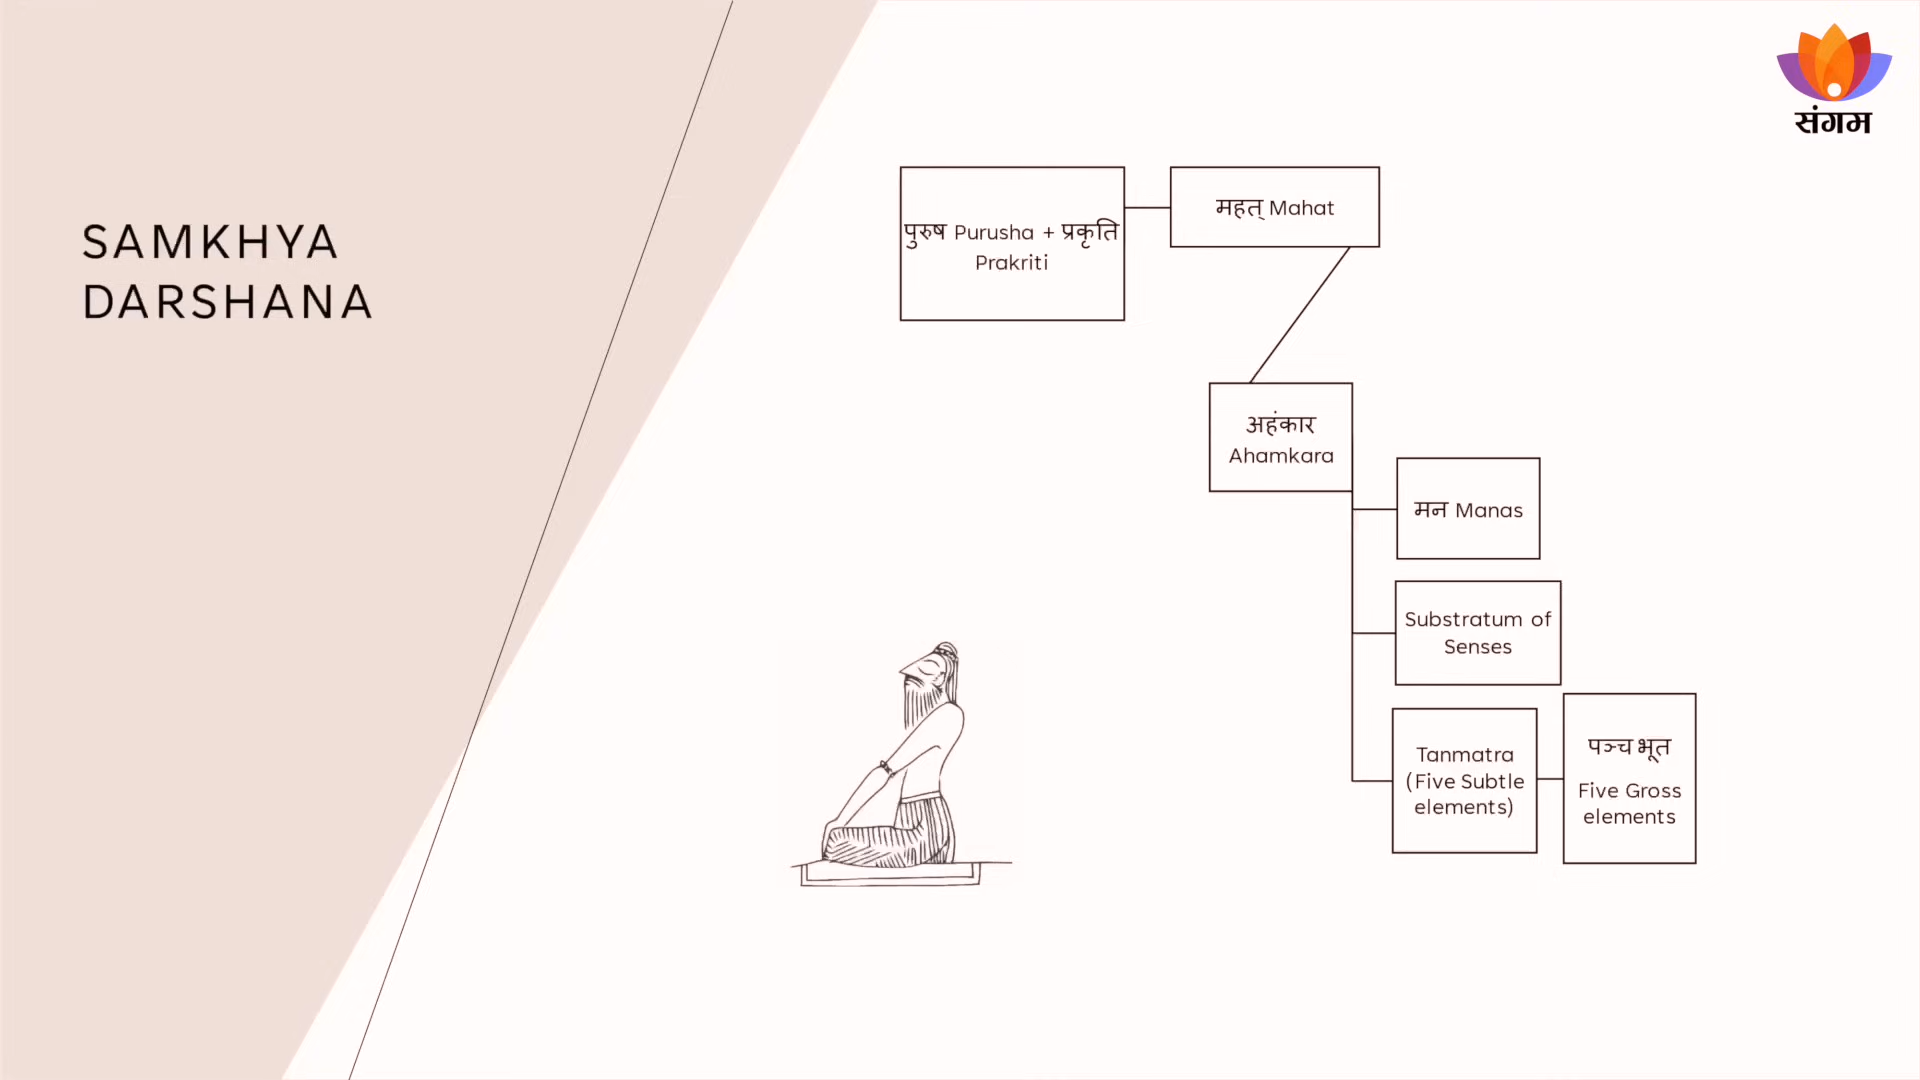 SAMKHYA
DARSHANA
संगम
पुरुष Purusha + प्रकृति
Prakriti
महत् Mahat
अहंकार
Ahamkara
मन Manas
Substratum of
Senses
Tanmatra
(Five Subtle
elements)
पञ्च भूत
Five Gross
elements